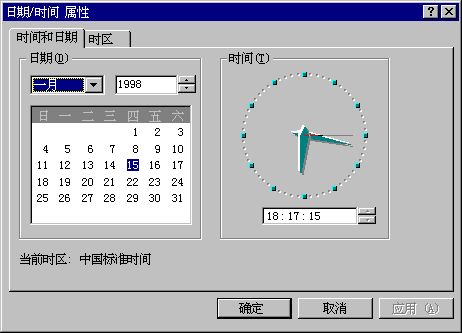 日期/时间 属性
时间和日期 时区
日期(D)
一月 1998
日 一 二 三 四 五 六
1 2 3
4 5 6 7 8 9 10
11 12 13 14 15 16 17
18 19 20 21 22 23 24
25 26 27 28 29 30 31
时间(T)
18:17:15
当前时区: 中国标准时间
确定 取消 应用 (A)